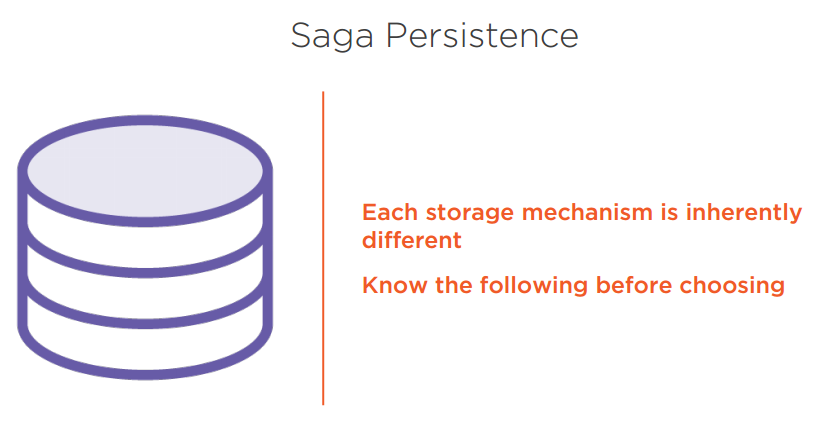 Saga Persistence
Each storage mechanism is inherently
different
Know the following before choosing